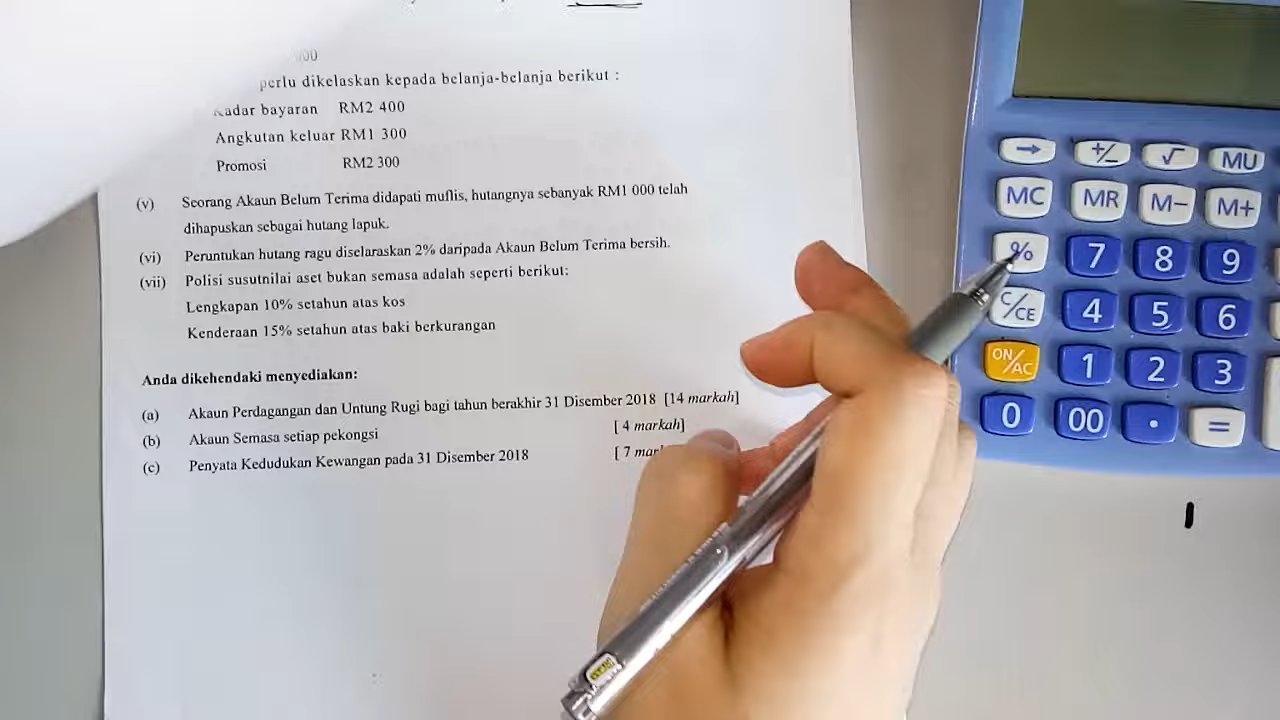 perlu dikelaskan kepada belanja-belanja berikut :
bayaran RM2 400
Angkutan keluar RM1 300
Promosi RM2 300
(v) Seorang Akaun Belum Terima didapati muflis, hutangnya sebanyak RM1 000 telah
dihapuskan sebagai hutang lapuk.
(vi) Peruntukan hutang ragu diselaraskan 2% daripada Akaun Belum Terima bersih.
(vii) Polisi susutnilai aset bukan semasa adalah seperti berikut:
Lengkapan 10% setahun atas kos
Kenderaan 15% setahun atas baki berkurangan
Anda dikehendaki menyediakan:
(a) Akaun Perdagangan dan Untung Rugi bagi tahun berakhir 31 Disember 2018 [14 markah]
(b) Akaun Semasa setiap pekongsi [ 4 markah]
(c) Penyata Kedudukan Kewangan pada 31 Disember 2018 [ 7
→ +/− √ MU
MC MR M− M+
% 7 8 9
C/CE 4 5 6
ON/AC 1 2 3
0 00 . =